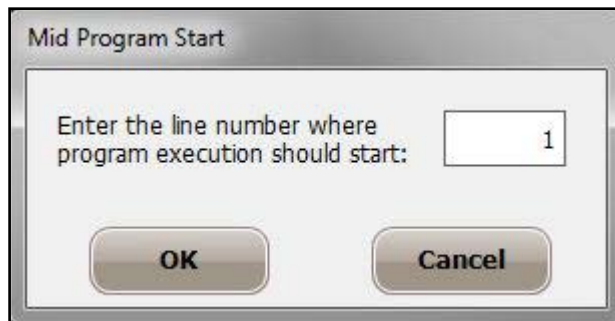 Mid Program Start
Enter the line number where
program execution should start:
1
OK
Cancel